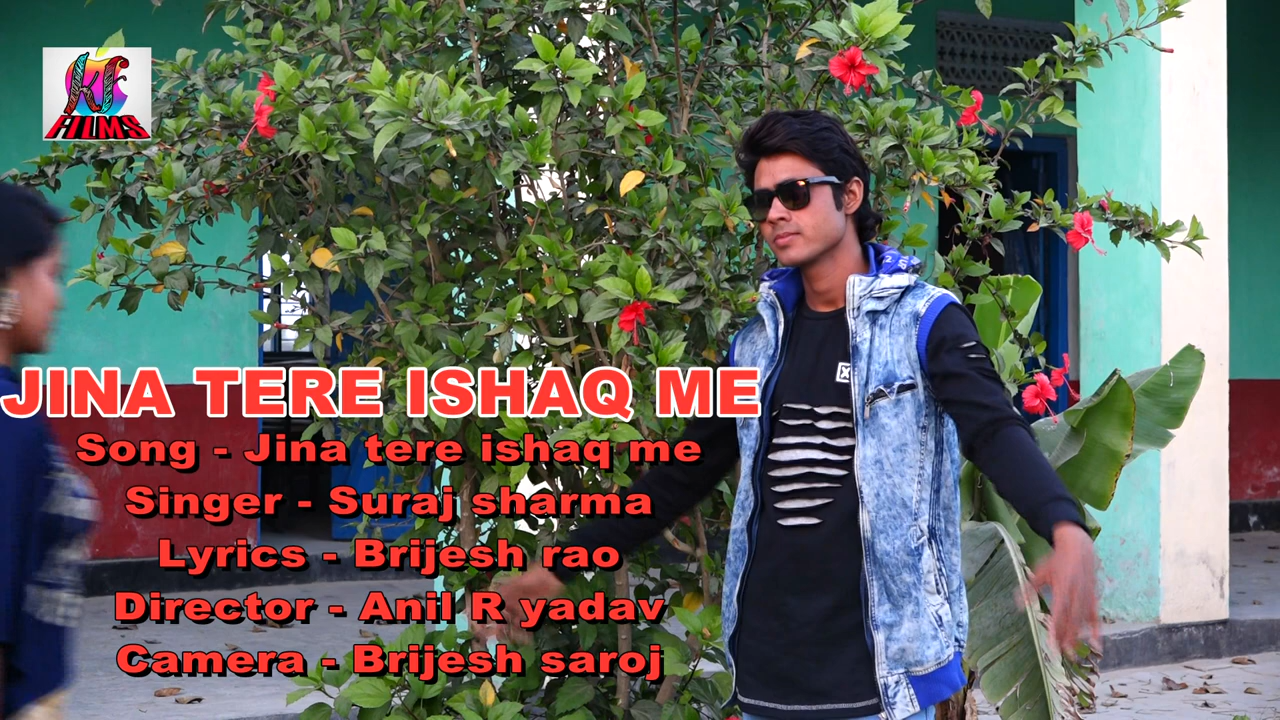 kf
FILMS
JINA TERE ISHAQ ME
Song - Jina tere ishaq me
Singer - Suraj sharma
Lyrics - Brijesh rao
Director - Anil R yadav
Camera - Brijesh saroj